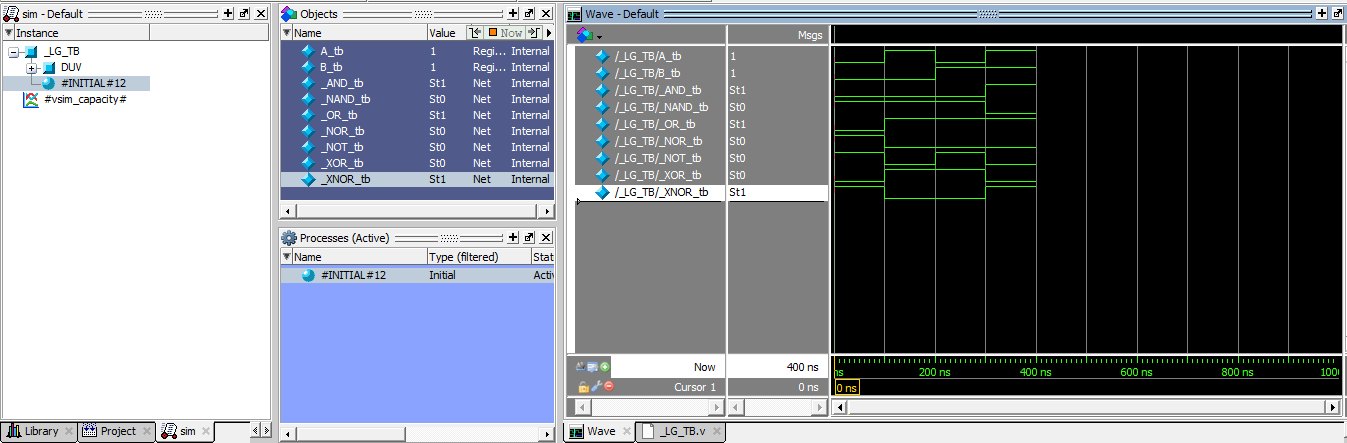 sim - Default
Instance
_LG_TB
DUV
#INITIAL#12
#vsim_capacity#
Library
Project
sim
Objects
Name Value Now
A_tb 1 Regi... Internal
B_tb 1 Regi... Internal
_AND_tb St1 Net Internal
_NAND_tb St0 Net Internal
_OR_tb St1 Net Internal
_NOR_tb St0 Net Internal
_NOT_tb St0 Net Internal
_XOR_tb St0 Net Internal
_XNOR_tb St1 Net Internal
Processes (Active)
Name Type (filtered) Stat
#INITIAL#12 Initial Activ
Wave - Default
Msgs
/_LG_TB/A_tb 1
/_LG_TB/B_tb 1
/_LG_TB/_AND_tb St1
/_LG_TB/_NAND_tb St0
/_LG_TB/_OR_tb St1
/_LG_TB/_NOR_tb St0
/_LG_TB/_NOT_tb St0
/_LG_TB/_XOR_tb St0
/_LG_TB/_XNOR_tb St1
Now 400 ns ns 200 ns 400 ns 600 ns 800 ns 1000
Cursor 1 0 ns 0 ns
Wave
_LG_TB.v